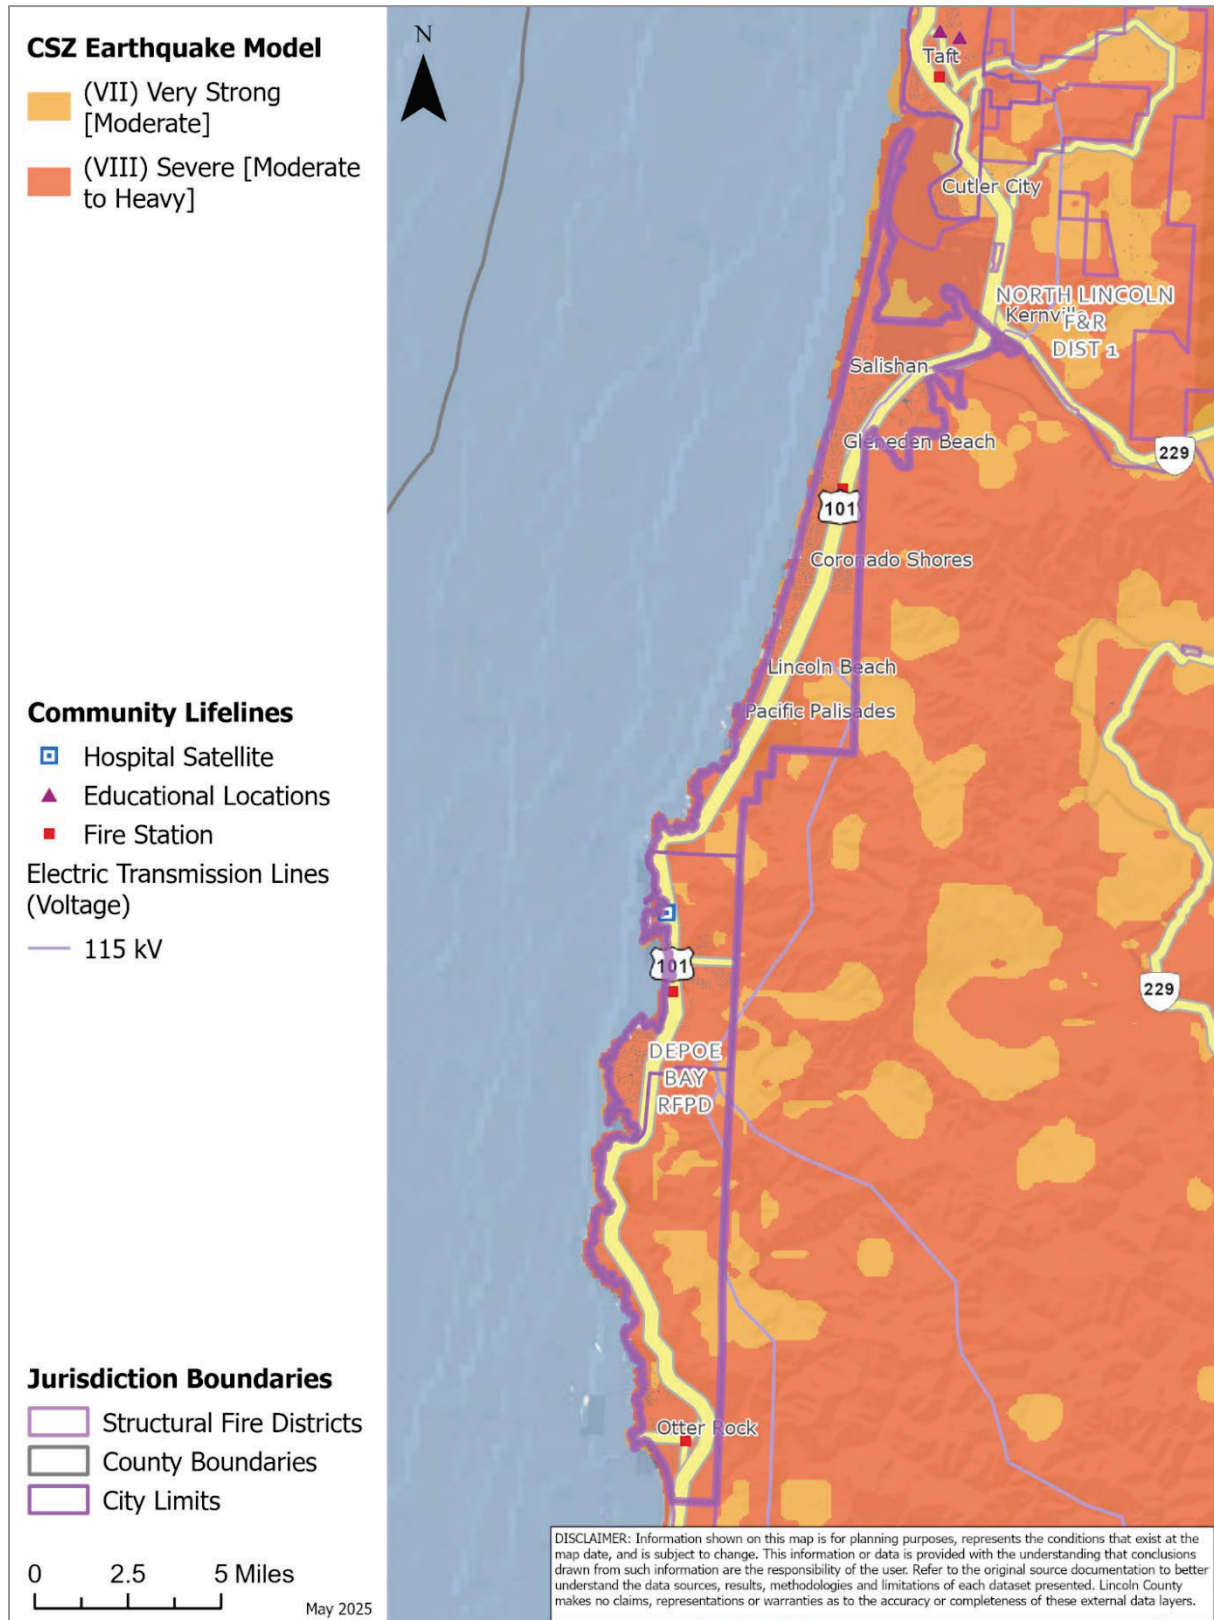 CSZ Earthquake Model
(VII) Very Strong
[Moderate]
(VIII) Severe [Moderate
to Heavy]
Community Lifelines
Hospital Satellite
Educational Locations
Fire Station
Electric Transmission Lines
(Voltage)
115 kV
Jurisdiction Boundaries
Structural Fire Districts
County Boundaries
City Limits
0 2.5 5 Miles
May 2025
N
Taft
Cutler City
NORTH LINCOLN
Kernville
F&R
DIST 1
Salishan
Gleneden Beach
229
101
Coronado Shores
Lincoln Beach
Pacific Palisades
101
229
DEPOE
BAY
RFPD
Otter Rock
DISCLAIMER: Information shown on this map is for planning purposes, represents the conditions that exist at the
map date, and is subject to change. This information or data is provided with the understanding that conclusions
drawn from such information are the responsibility of the user. Refer to the original source documentation to better
understand the data sources, results, methodologies and limitations of each dataset presented. Lincoln County
makes no claims, representations or warranties as to the accuracy or completeness of these external data layers.